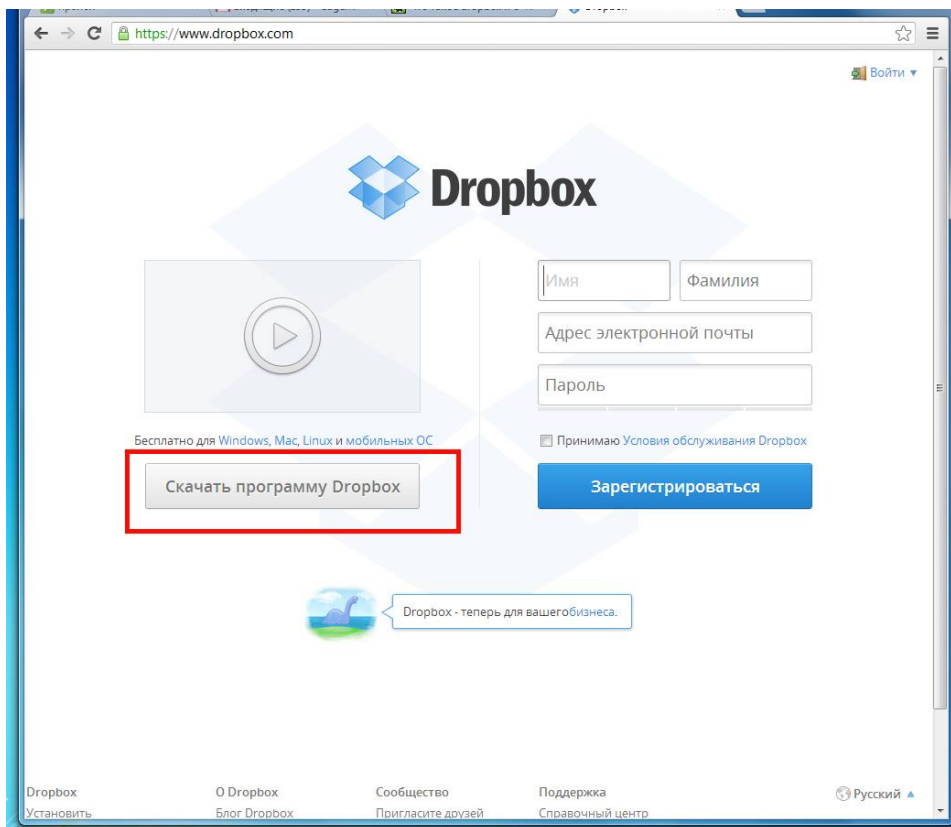 https://www.dropbox.com
Войти
Dropbox
Имя
Фамилия
Адрес электронной почты
Пароль
Бесплатно для Windows, Mac, Linux и мобильных ОС
Принимаю Условия обслуживания Dropbox
Скачать программу Dropbox
Зарегистрироваться
Dropbox - теперь для вашегобизнеса.
Dropbox
О Dropbox
Сообщество
Поддержка
Русский
Установить
Блог Dropbox
Пригласите друзей
Справочный центр